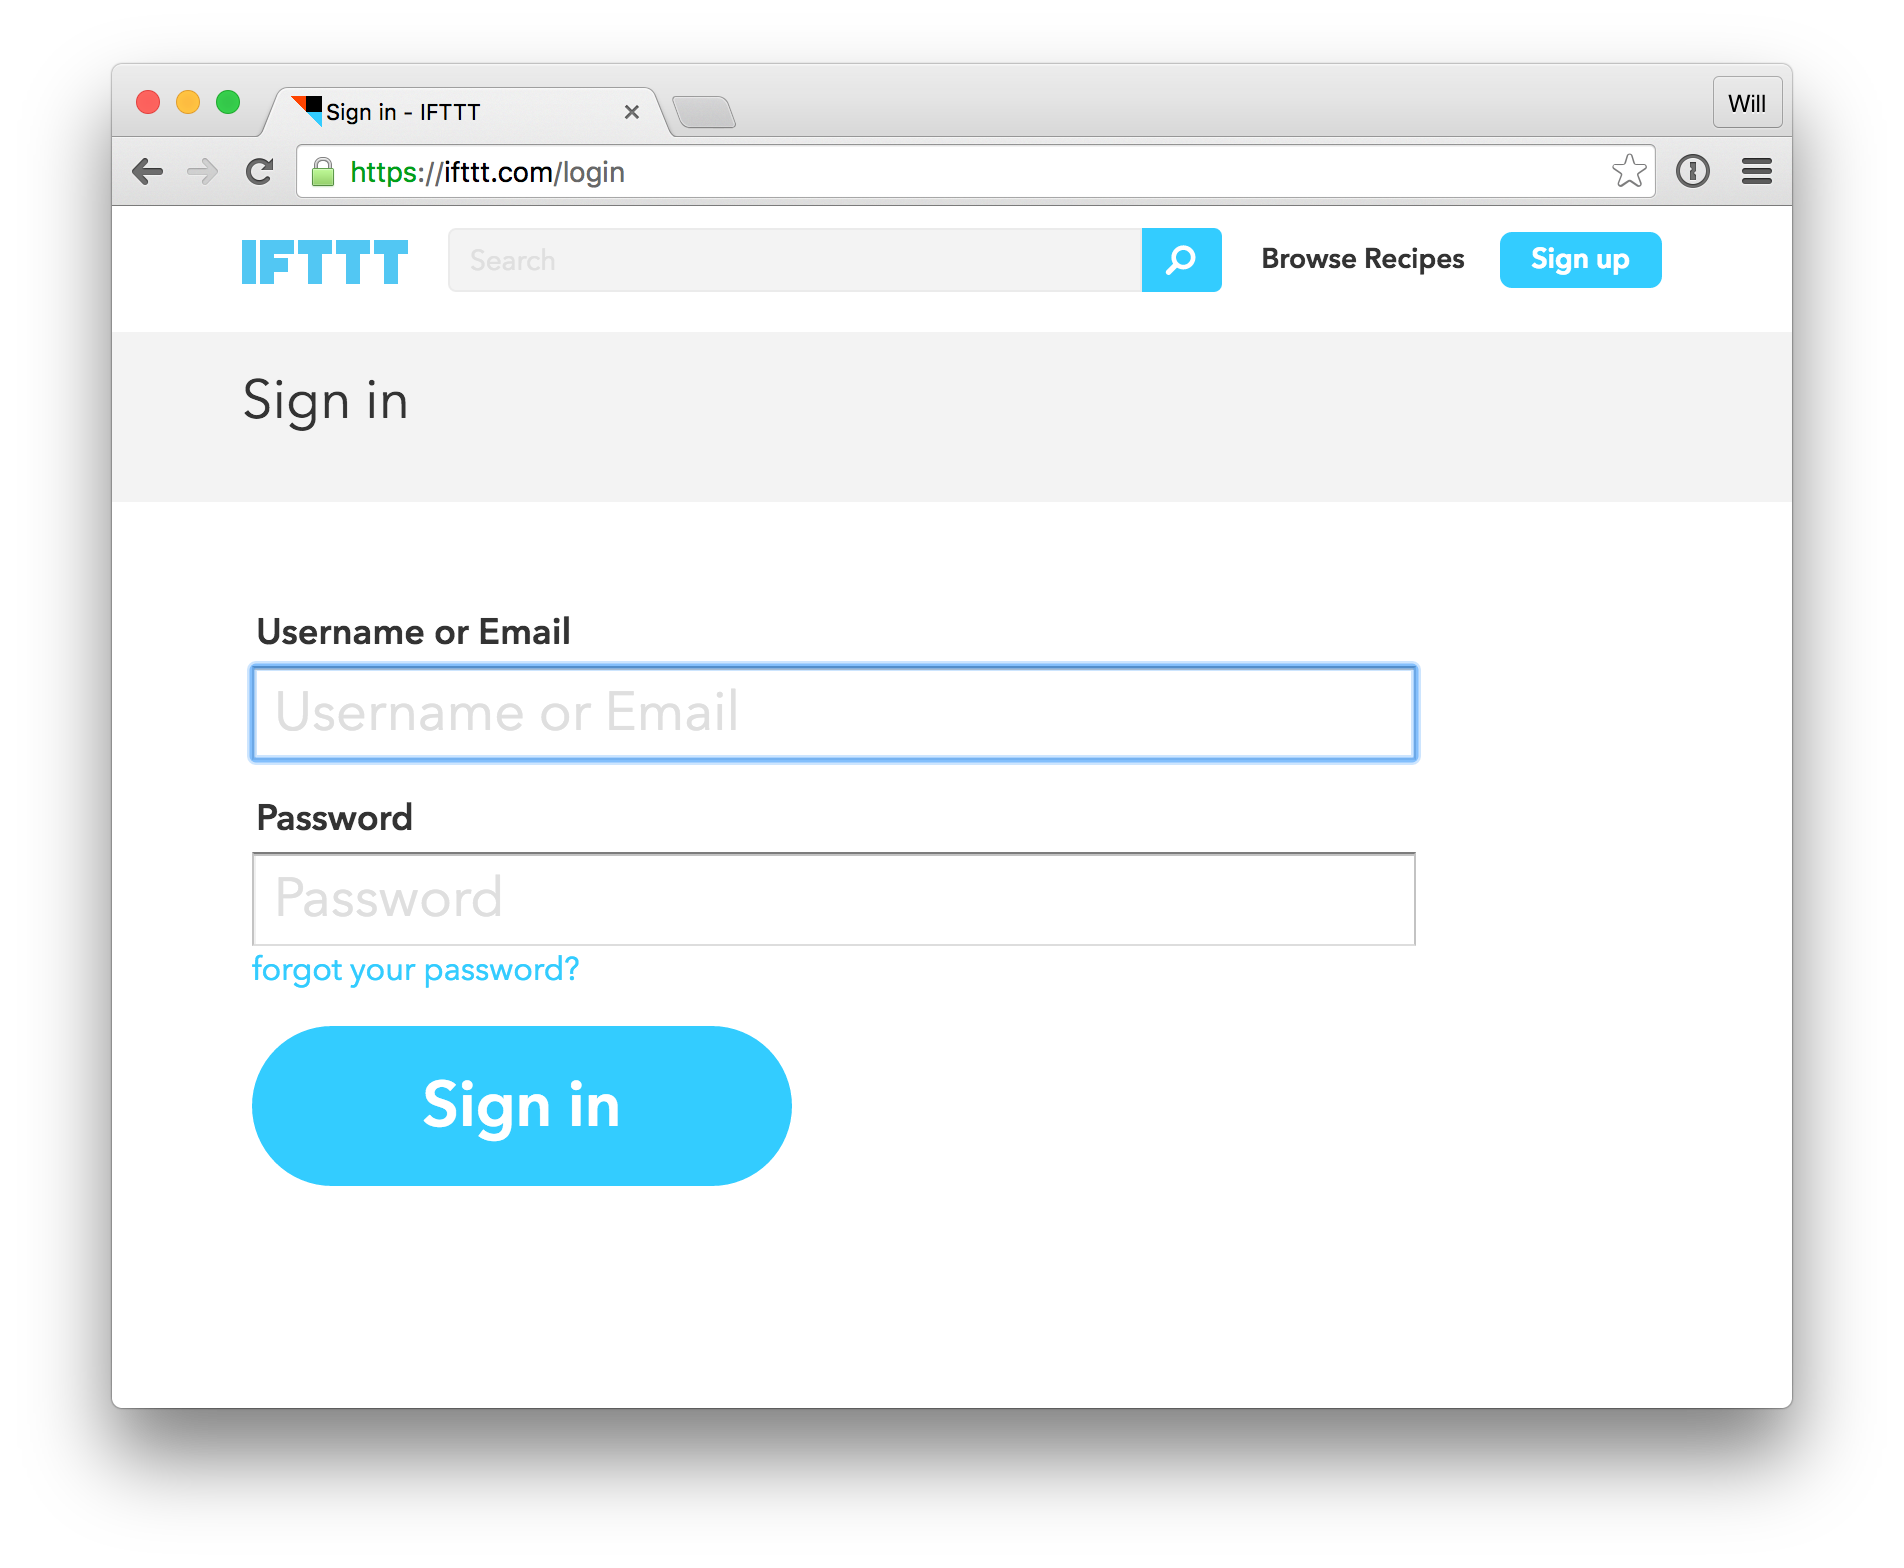 Sign in - IFTTT
Will
https://ifttt.com/login
IFTTT
Search
Browse Recipes
Sign up
Sign in
Username or Email
Username or Email
Password
Password
forgot your password?
Sign in